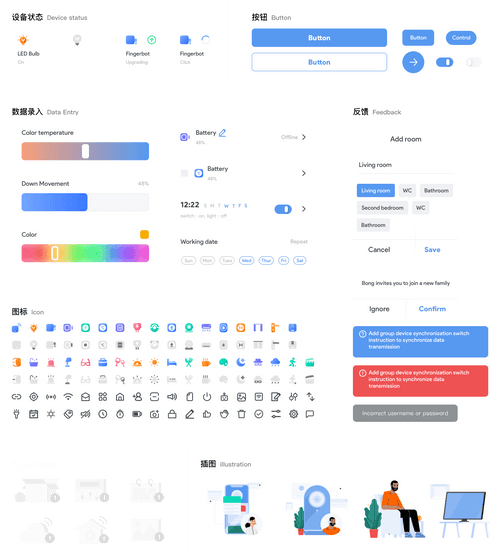 设备状态 Device status
LED Bulb
On
Fingerbot
Upgrading
Fingerbot
Click
按钮 Button
Button
Button
Control
Button
数据录入 Data Entry
Color temperature
Down Movement 48%
Color
Battery
48%
Offline
Battery
48%
12:22 S M T W T F S
switch : on, light : off
Working date Repeat
Sun Mon Tues Wed Thur Fri Sat
反馈 Feedback
Add room
Living room
Living room WC Bathroom
Second bedroom WC
Bathroom
Cancel Save
Bong invites you to join a new family
Ignore Confirm
Add group device synchronization switch
instruction to synchronize data
transmission
Add group device synchronization switch
instruction to synchronize data
transmission
Incorrect username or password
图标 Icon
插图 illustration